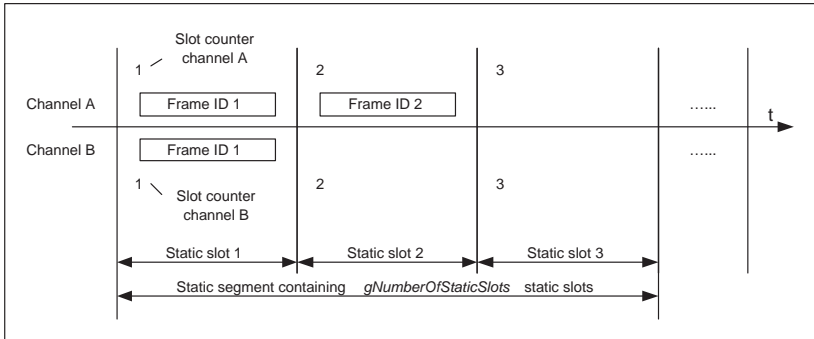 Slot counter
channel A
1
2
3
Channel A
Frame ID 1
Frame ID 2
…...
t
Channel B
Frame ID 1
…...
1
2
3
Slot counter
channel B
Static slot 1
Static slot 2
Static slot 3
Static segment containing gNumberOfStaticSlots static slots